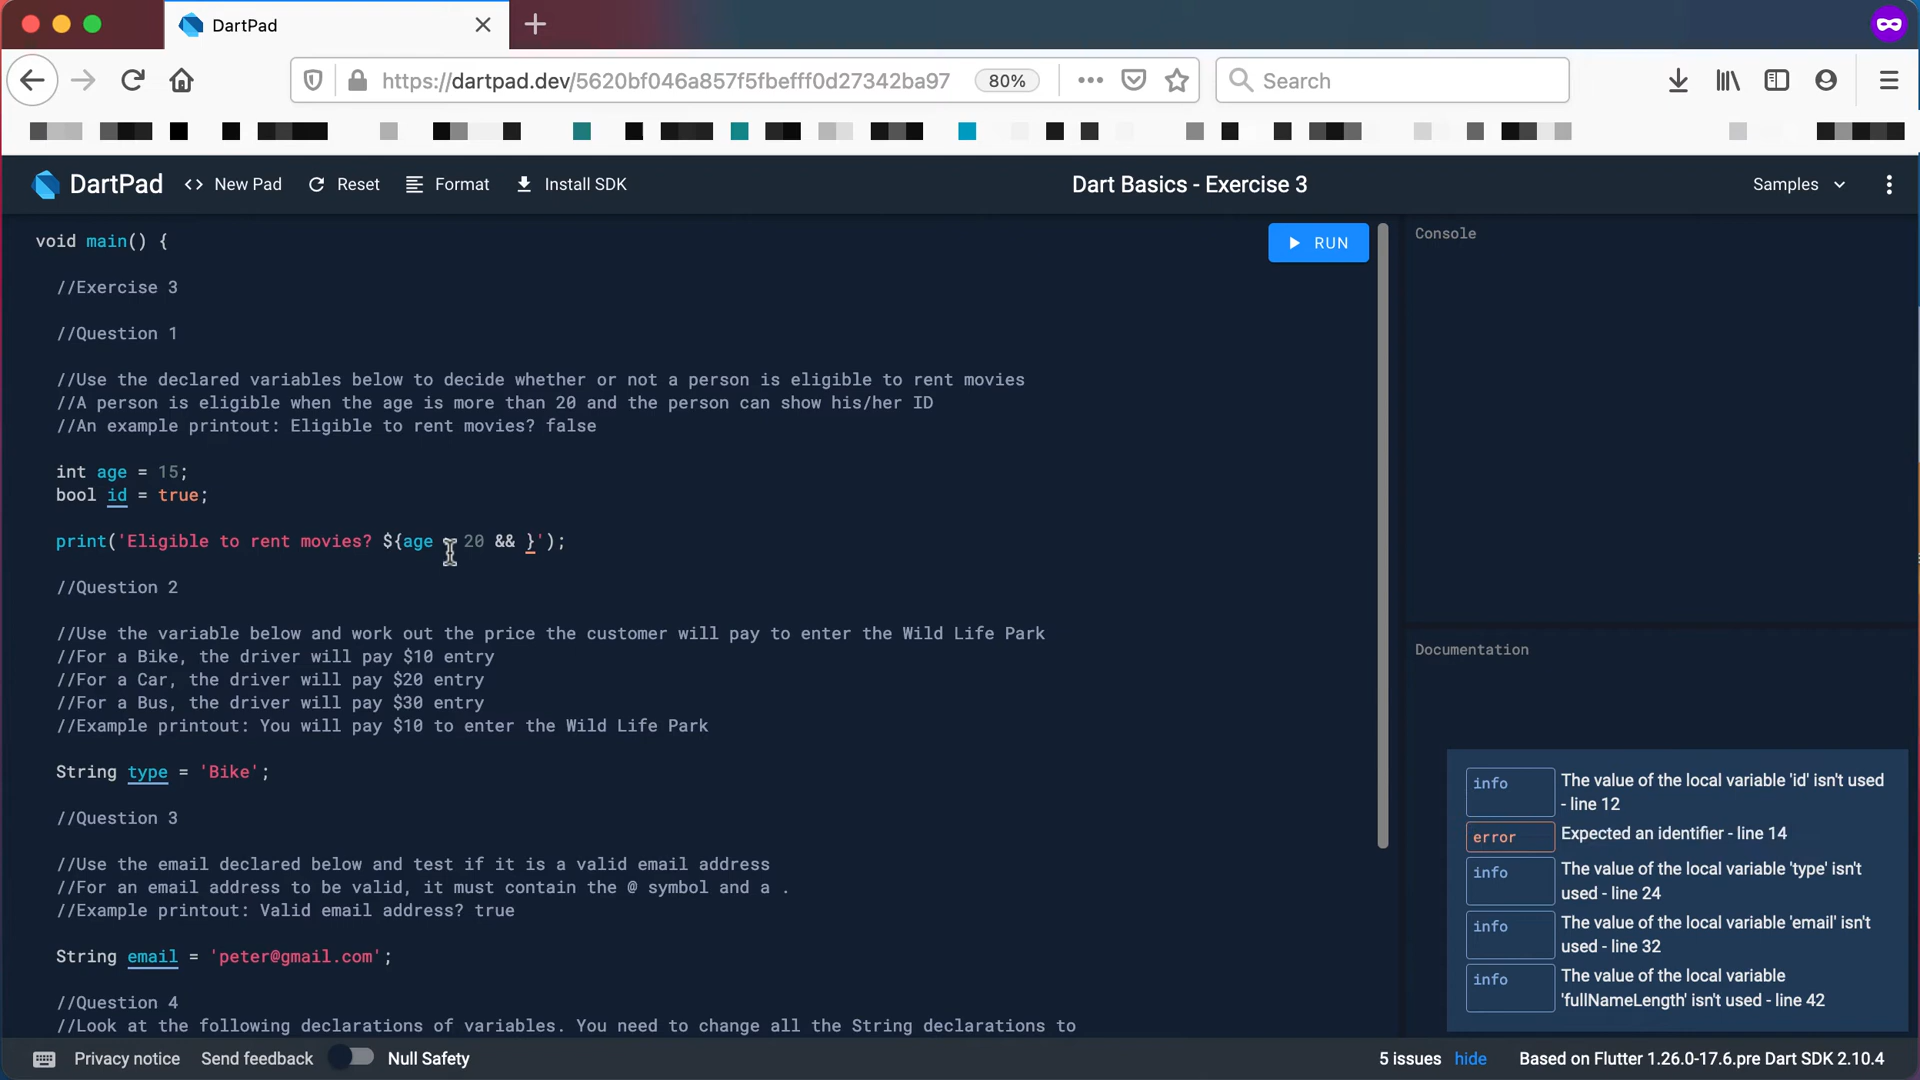 DartPad
https://dartpad.dev/5620bf046a857f5fbefff0d27342ba97
80%
Search
DartPad
<> New Pad
Reset
Format
Install SDK
Dart Basics - Exercise 3
Samples
void main() {
RUN
Console
//Exercise 3
//Question 1
//Use the declared variables below to decide whether or not a person is eligible to rent movies
//A person is eligible when the age is more than 20 and the person can show his/her ID
//An example printout: Eligible to rent movies? false
int age = 15;
bool id = true;
print('Eligible to rent movies? ${age 20 && }');
//Question 2
//Use the variable below and work out the price the customer will pay to enter the Wild Life Park
//For a Bike, the driver will pay $10 entry
//For a Car, the driver will pay $20 entry
//For a Bus, the driver will pay $30 entry
//Example printout: You will pay $10 to enter the Wild Life Park
String type = 'Bike';
//Question 3
//Use the email declared below and test if it is a valid email address
//For an email address to be valid, it must contain the @ symbol and a .
//Example printout: Valid email address? true
String email = 'peter@gmail.com';
//Question 4
//Look at the following declarations of variables. You need to change all the String declarations to
Documentation
info
The value of the local variable 'id' isn't used
- line 12
error
Expected an identifier - line 14
info
The value of the local variable 'type' isn't
used - line 24
info
The value of the local variable 'email' isn't
used - line 32
info
The value of the local variable
'fullNameLength' isn't used - line 42
Privacy notice
Send feedback
Null Safety
5 issues
hide
Based on Flutter 1.26.0-17.6.pre Dart SDK 2.10.4